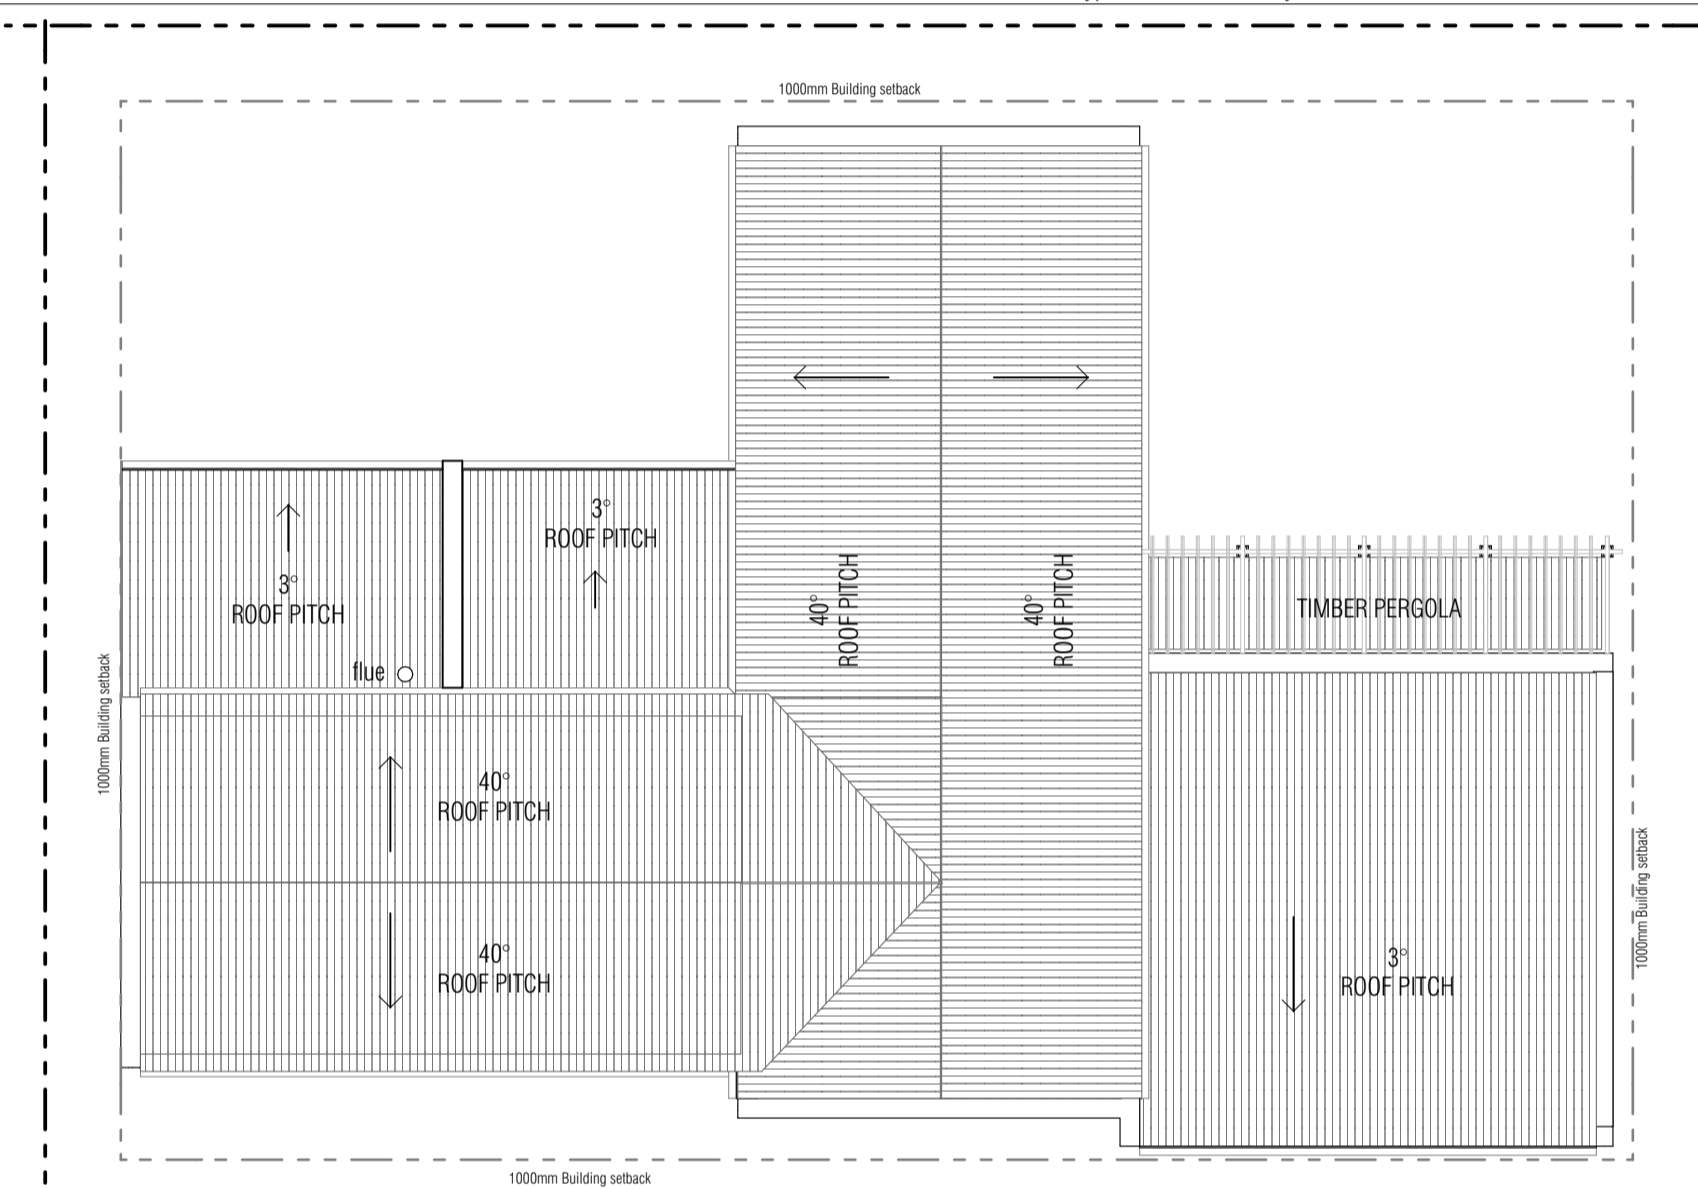 1000mm Building setback
3°
ROOF PITCH
3°
ROOF PITCH
flue
40°
ROOF PITCH
40°
ROOF PITCH
TIMBER PERGOLA
1000mm Building setback
40°
ROOF PITCH
40°
ROOF PITCH
3°
ROOF PITCH
1000mm Building setback
1000mm Building setback